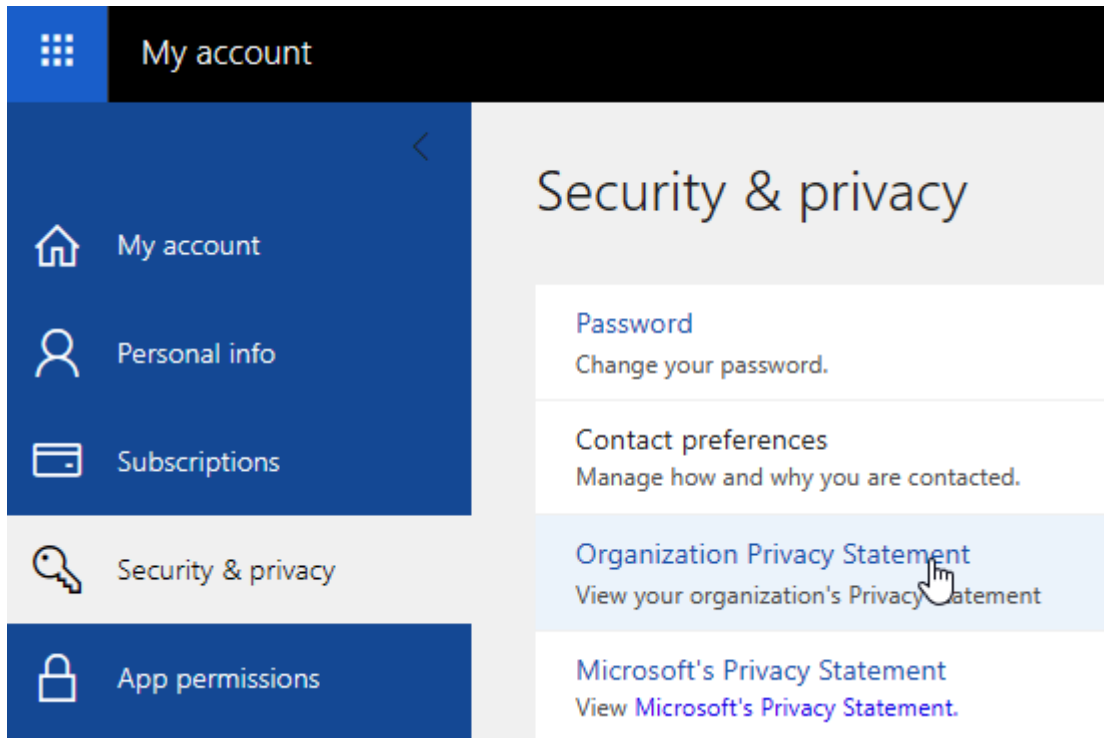 My account
My account
Personal info
Subscriptions
Security & privacy
App permissions
Security & privacy
Password
Change your password.
Contact preferences
Manage how and why you are contacted.
Organization Privacy Statement
View your organization's Privacy Statement
Microsoft's Privacy Statement
View Microsoft's Privacy Statement.